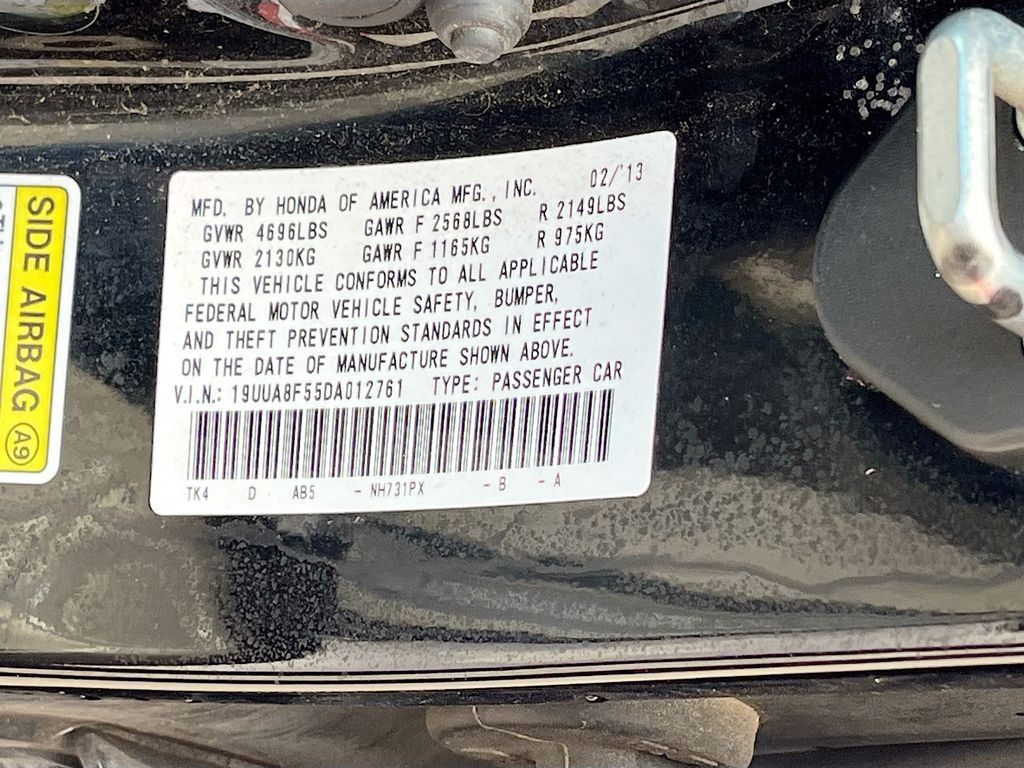 MFD. BY HONDA OF AMERICA MFG., INC. 02/'13
GVWR 4696LBS GAWR F 2568LBS R 2149LBS
GVWR 2130KG GAWR F 1165KG R 975KG
THIS VEHICLE CONFORMS TO ALL APPLICABLE
FEDERAL MOTOR VEHICLE SAFETY, BUMPER,
AND THEFT PREVENTION STANDARDS IN EFFECT
ON THE DATE OF MANUFACTURE SHOWN ABOVE.
V.I.N.: 19UUA8F55DA012761 TYPE: PASSENGER CAR
TK4 D AB5 - NH731PX - B - A
SIDE AIRBAG A9